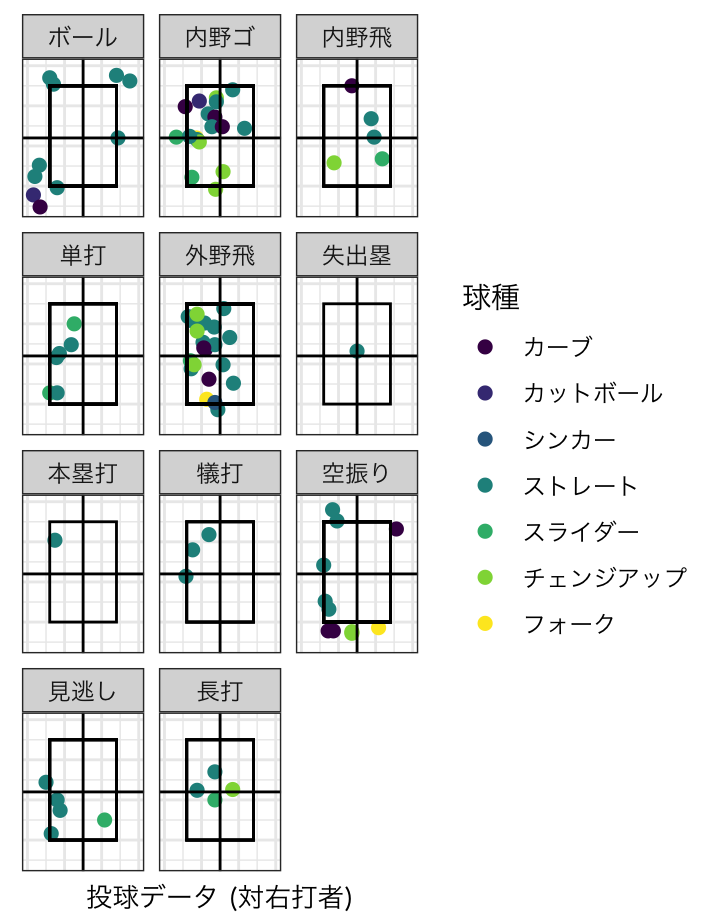 ボール
内野ゴ
内野飛
単打
外野飛
失出塁
本塁打
犠打
空振り
見逃し
長打
球種
カーブ
カットボール
シンカー
ストレート
スライダー
チェンジアップ
フォーク
投球データ (対右打者)